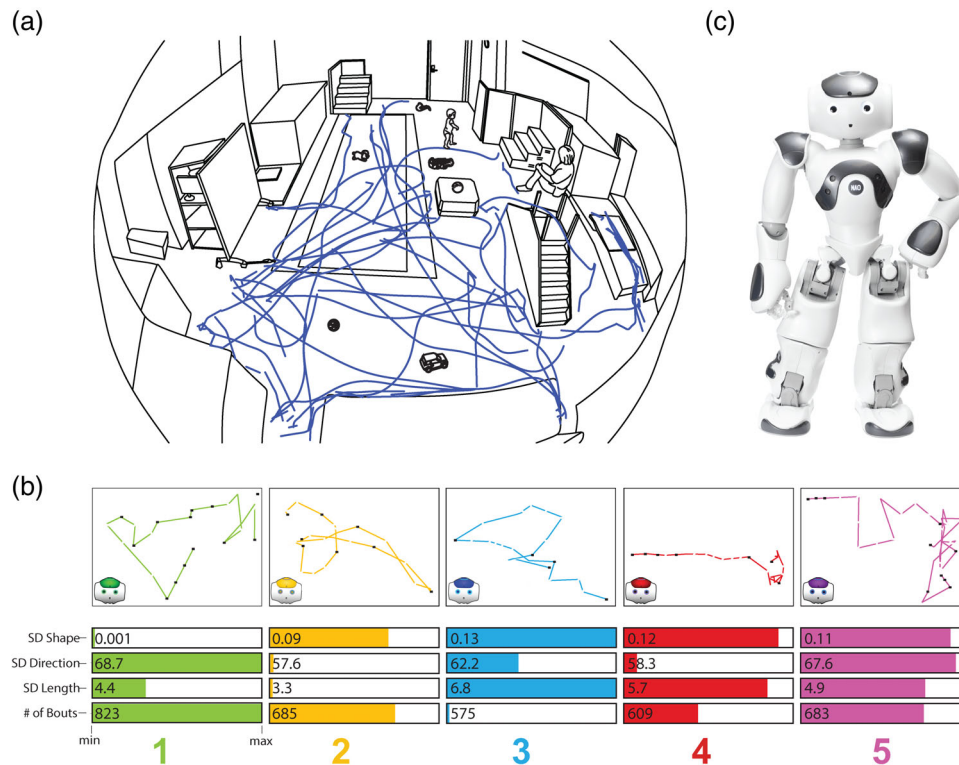 (a)
(c)
NAO
(b)
SD Shape
0.001
0.09
0.13
0.12
0.11
SD Direction
68.7
57.6
62.2
58.3
67.6
SD Length
4.4
3.3
6.8
5.7
4.9
# of Bouts
823
685
575
609
683
min
max
1
2
3
4
5